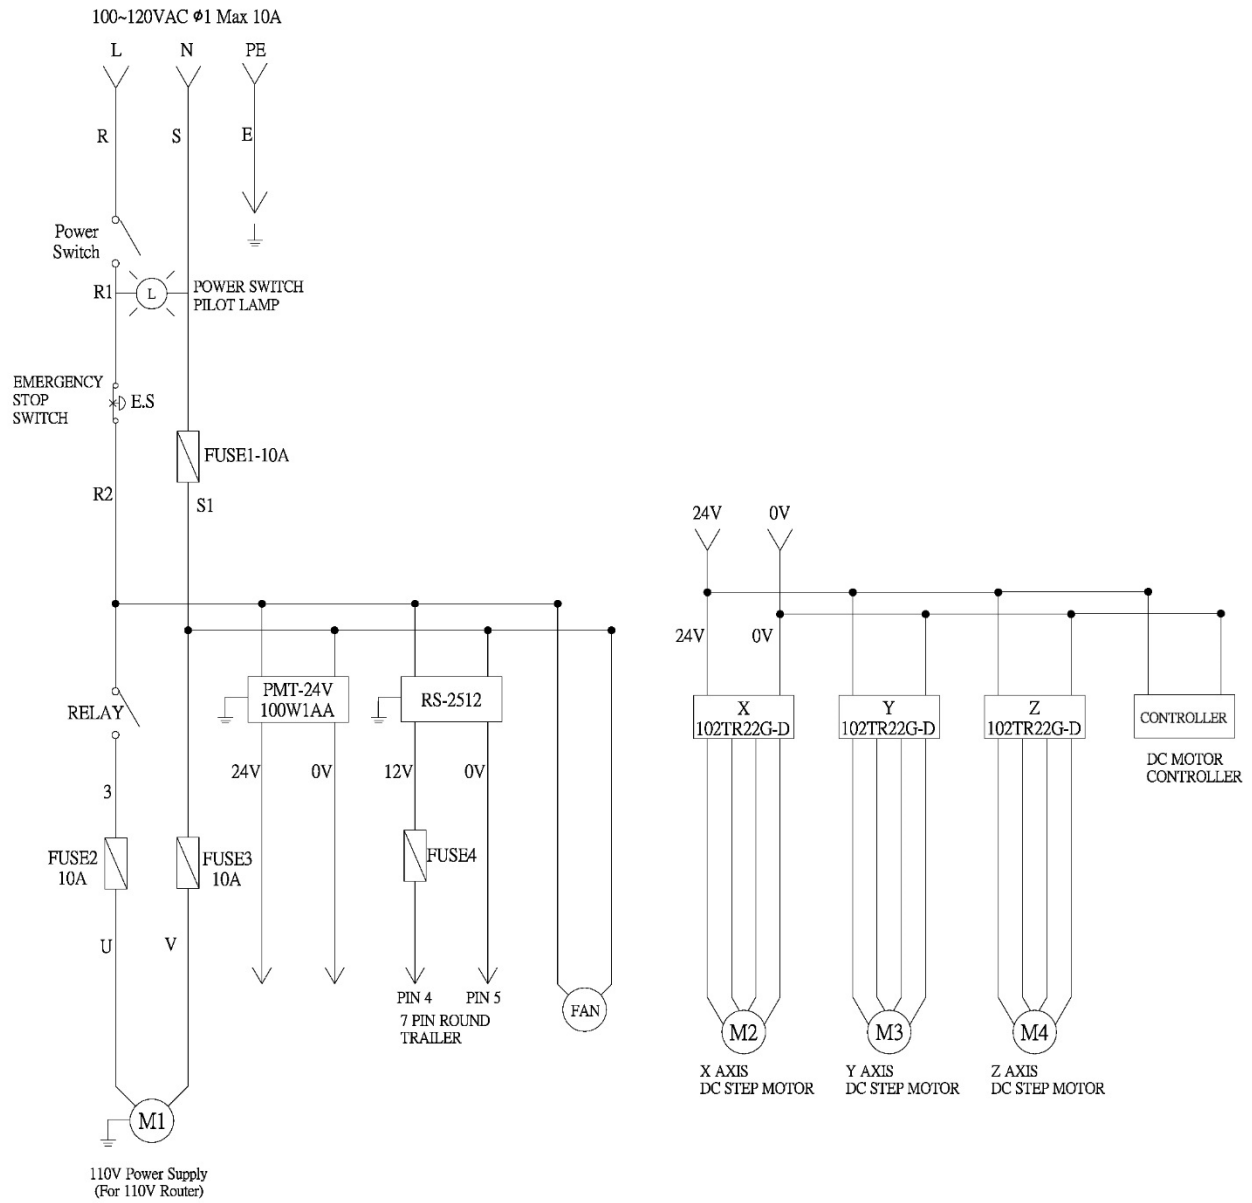 100~120VAC φ1 Max 10A
L
N
PE
R
S
E
Power
Switch
R1
L
POWER SWITCH
PILOT LAMP
EMERGENCY
STOP
SWITCH
E.S
FUSE1-10A
R2
S1
RELAY
PMT-24V
100W1AA
RS-2512
24V
0V
12V
0V
3
FUSE2
10A
FUSE3
10A
FUSE4
U
V
PIN 4
PIN 5
7 PIN ROUND
TRAILER
FAN
M1
110V Power Supply
(For 110V Router)
24V
0V
24V
0V
X
102TR22G-D
Y
102TR22G-D
Z
102TR22G-D
CONTROLLER
DC MOTOR
CONTROLLER
M2
M3
M4
X AXIS
DC STEP MOTOR
Y AXIS
DC STEP MOTOR
Z AXIS
DC STEP MOTOR